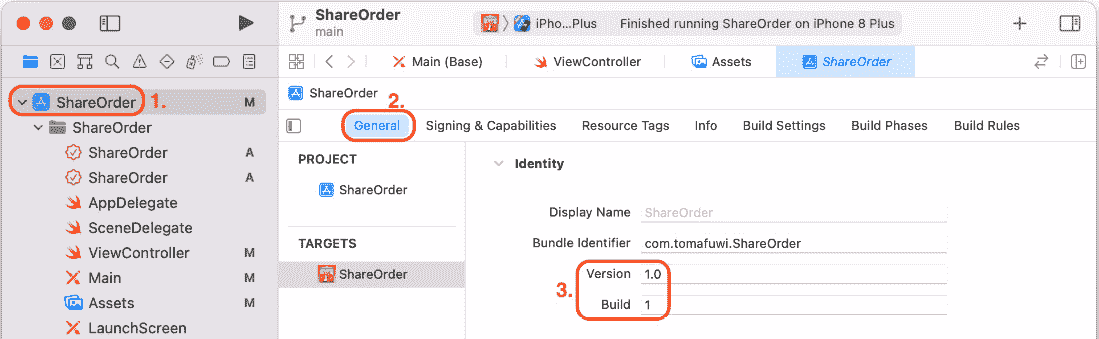 ShareOrder
main
iPho...Plus
Finished running ShareOrder on iPhone 8 Plus
Main (Base)
ViewController
Assets
ShareOrder
ShareOrder
1.
M
ShareOrder
ShareOrder
A
ShareOrder
A
AppDelegate
SceneDelegate
ViewController
M
Main
M
Assets
M
LaunchScreen
ShareOrder
2.
General
Signing & Capabilities
Resource Tags
Info
Build Settings
Build Phases
Build Rules
PROJECT
ShareOrder
TARGETS
ShareOrder
Identity
Display Name
ShareOrder
Bundle Identifier
com.tomafuwi.ShareOrder
3.
Version
1.0
Build
1